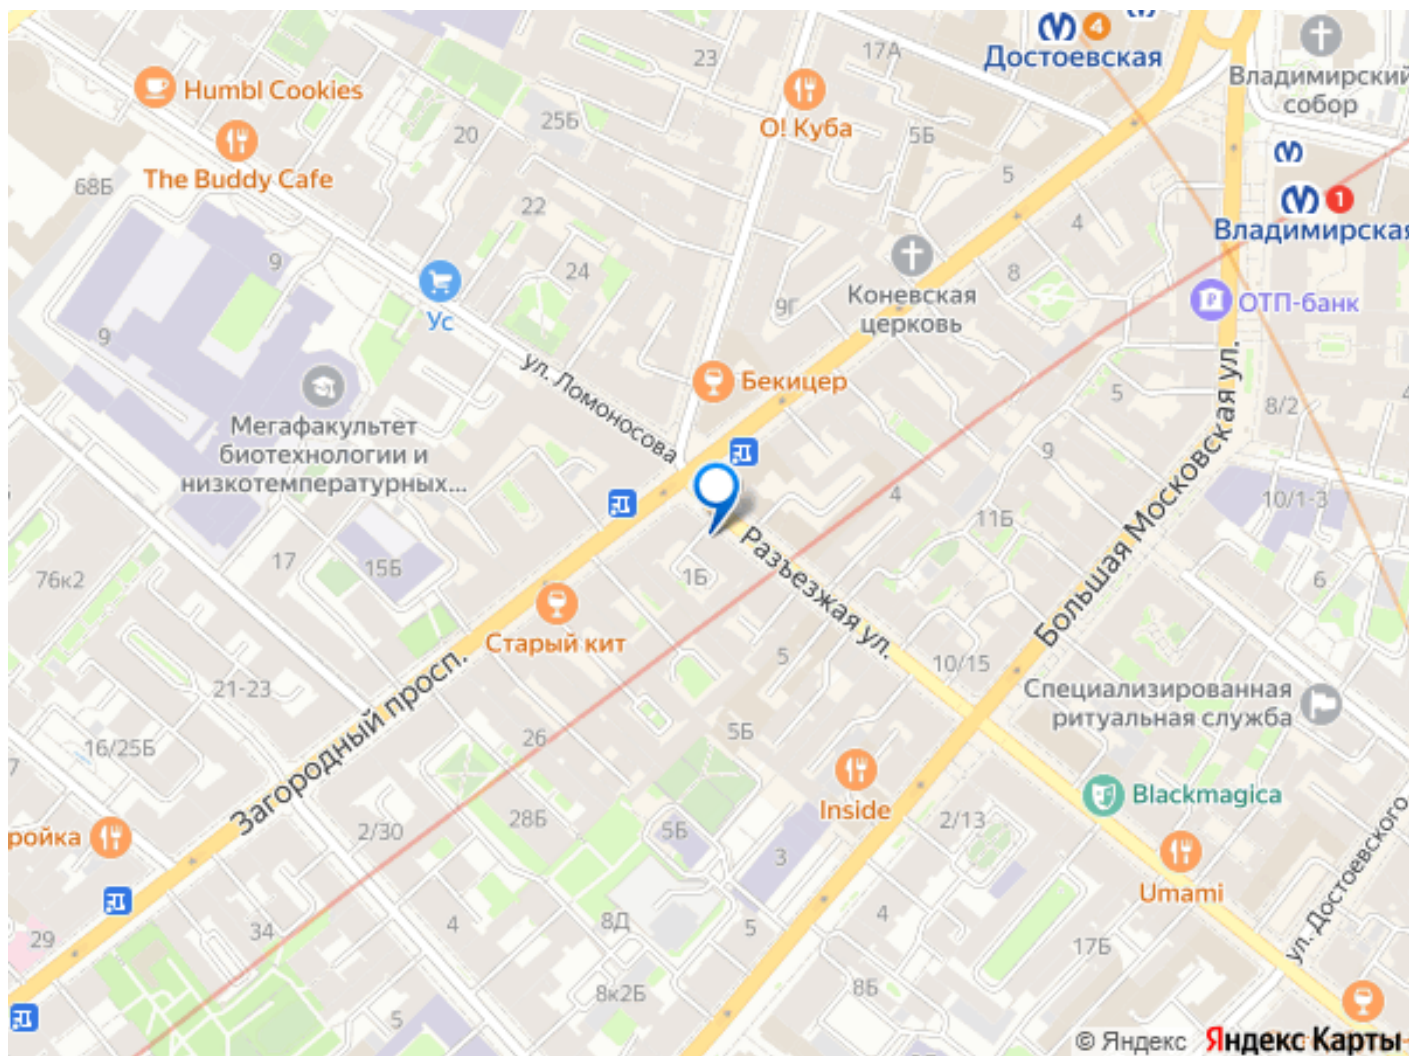 4
Достоевская
17А
23
Владимирский
собор
Humbl Cookies
О! Куба
20
25Б
5Б
The Buddy Cafe
68Б
5
1
22
4
Владимирская
9
24
8
Коневская
церковь
9Г
ОТП-банк
Ус
9
ул. Ломоносова
Бекицер
5
8/2
Мегафакультет
биотехнологии и
низкотемпературных...
9
4
10/1-3
11Б
Большая Московская ул.
17
15Б
76к2
1Б
Разъезжая ул.
6
Старый кит
5
10/15
21-23
Специализированная
ритуальная служба
Загородный просп.
16/25Б
26
5Б
7
Inside
Blackmagica
ройка
2/30
28Б
5Б
2/13
3
Umami
ул. Достоевского
29
34
4
8Д
5
4
17Б
8к2Б
8Б
5
© Яндекс Яндекс Карты